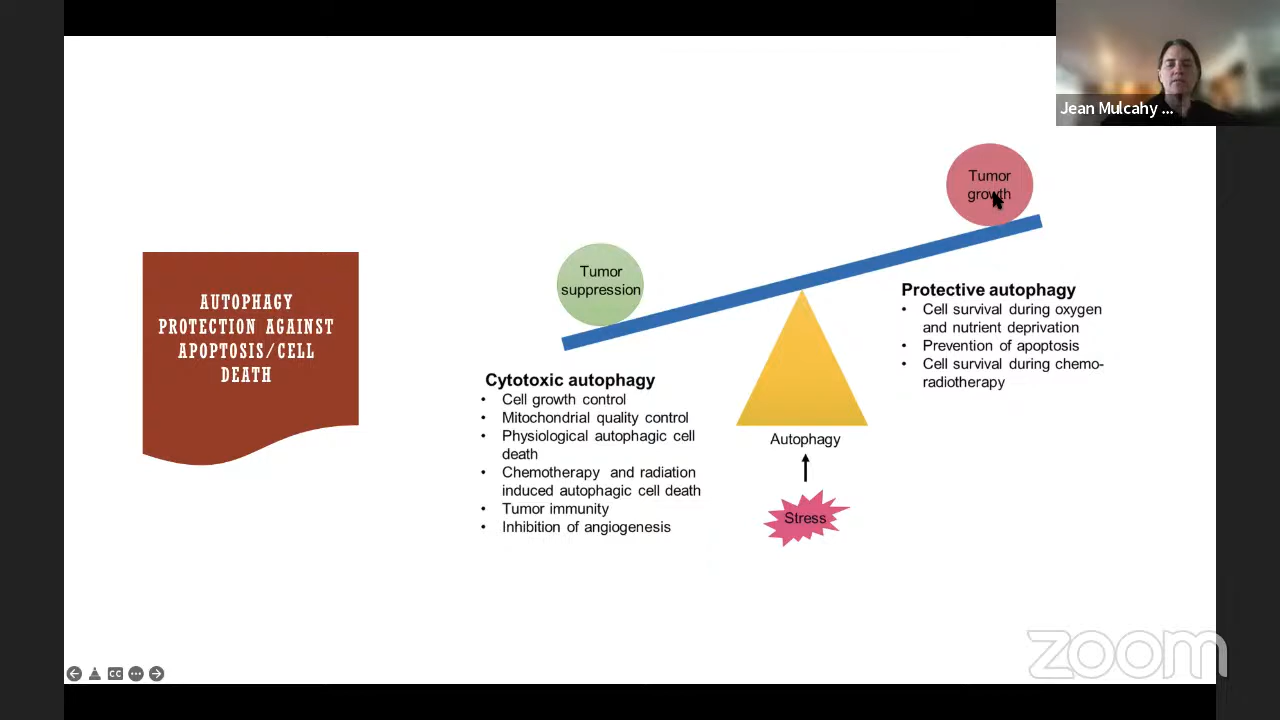 Jean Mulcahy ...
AUTOPHAGY
PROTECTION AGAINST
APOPTOSIS/CELL
DEATH
Tumor
growth
Tumor
suppression
Protective autophagy
• Cell survival during oxygen
and nutrient deprivation
• Prevention of apoptosis
• Cell survival during chemo-
radiotherapy
Cytotoxic autophagy
• Cell growth control
• Mitochondrial quality control
• Physiological autophagic cell
death
• Chemotherapy and radiation
induced autophagic cell death
• Tumor immunity
• Inhibition of angiogenesis
Autophagy
Stress
CC
zoom